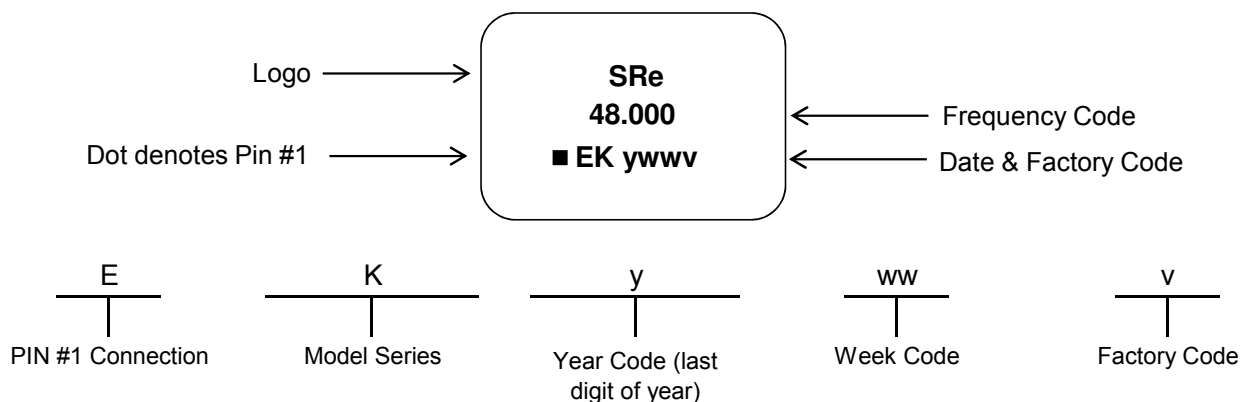 Logo
SRe
48.000
Frequency Code
Dot denotes Pin #1
■ EK ywwv
Date & Factory Code
E
K
y
ww
v
PIN #1 Connection
Model Series
Year Code (last
digit of year)
Week Code
Factory Code